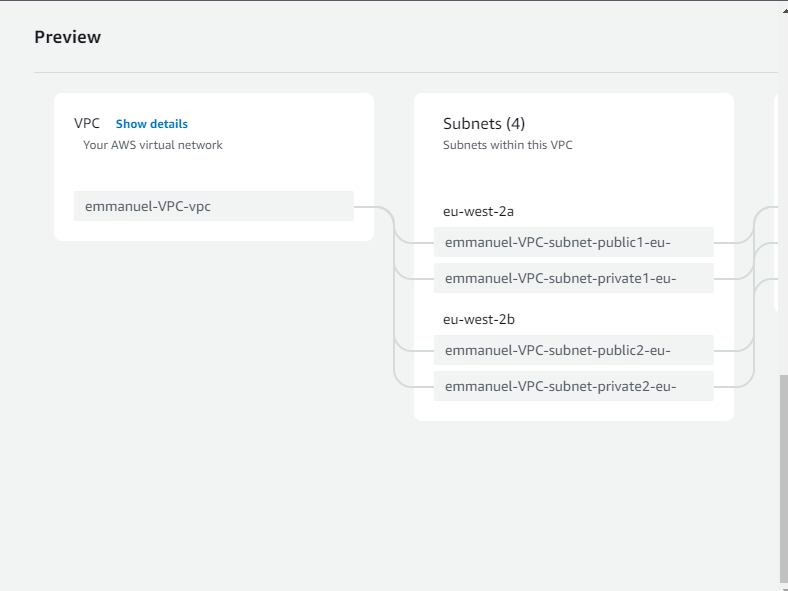 Preview
VPC Show details
Your AWS virtual network
emmanuel-VPC-vpc
Subnets (4)
Subnets within this VPC
eu-west-2a
emmanuel-VPC-subnet-public1-eu-
emmanuel-VPC-subnet-private1-eu-
eu-west-2b
emmanuel-VPC-subnet-public2-eu-
emmanuel-VPC-subnet-private2-eu-